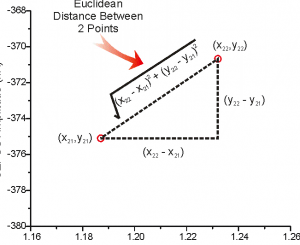 Euclidean
Distance Between
2 Points
-368
-370
-372
-374
-376
-378
-380
(x₂₂,y₂₂)
(x₂₂ - x₂₁)² + (y₂₂ - y₂₁)²
(y₂₂ - y₂₁)
(x₂₁,y₂₁)
(x₂₂ - x₂₁)
1.16
1.18
1.20
1.22
1.24
1.26